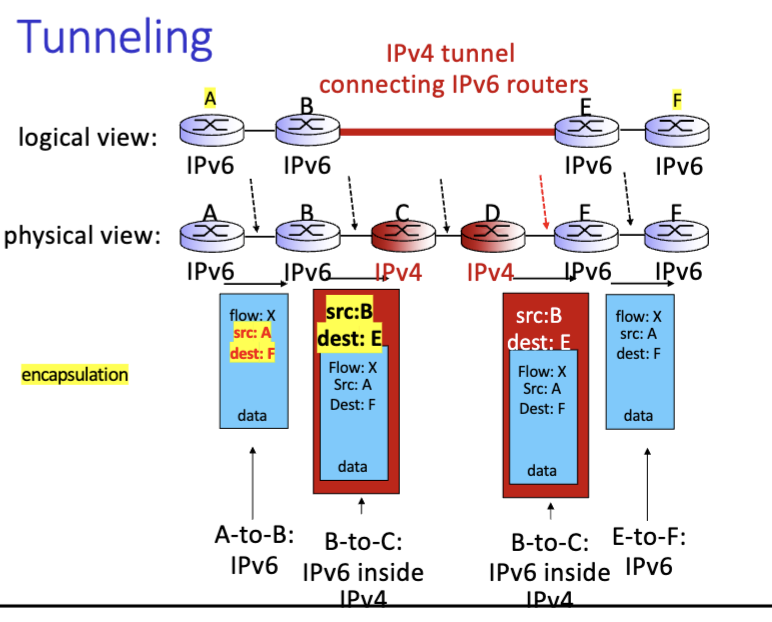 Tunneling
IPv4 tunnel
connecting IPv6 routers
A
B
E
F
logical view:
IPv6
IPv6
IPv6
IPv6
A
B
C
D
E
F
physical view:
IPv6
IPv6
IPv4
IPv4
IPv6
IPv6
flow: X
src: A
dest: F
data
src:B
dest: E
Flow: X
Src: A
Dest: F
data
src:B
dest: E
Flow: X
Src: A
Dest: F
data
flow: X
src: A
dest: F
data
encapsulation
A-to-B:
IPv6
B-to-C:
IPv6 inside
IPv4
B-to-C:
IPv6 inside
IPv4
E-to-F:
IPv6